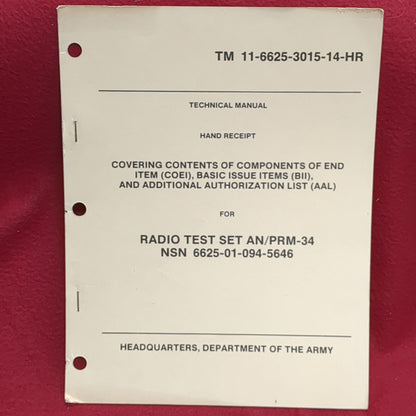 TM 11-6625-3015-14-HR
TECHNICAL MANUAL
HAND RECEIPT
COVERING CONTENTS OF COMPONENTS OF END
ITEM (COEI), BASIC ISSUE ITEMS (BII),
AND ADDITIONAL AUTHORIZATION LIST (AAL)
FOR
RADIO TEST SET AN/PRM-34
NSN 6625-01-094-5646
HEADQUARTERS, DEPARTMENT OF THE ARMY